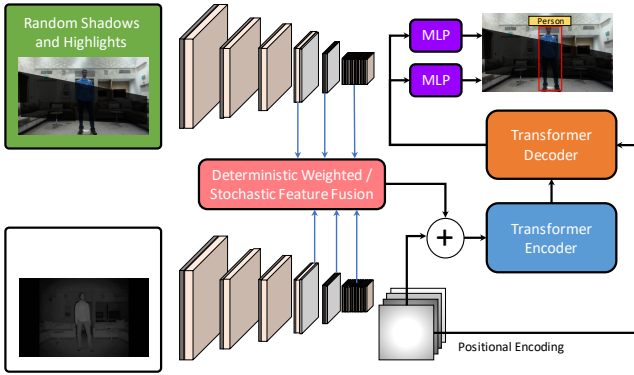 Random Shadows
and Highlights
MLP
MLP
Person
Transformer
Decoder
Deterministic Weighted /
Stochastic Feature Fusion
+
Transformer
Encoder
Positional Encoding